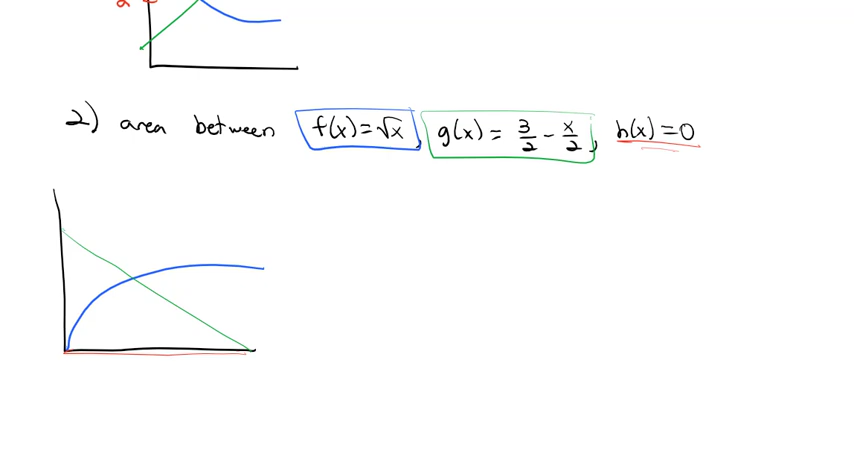 2) area between f(x) = √x, g(x) = 3/2 - x/2, h(x) = 0